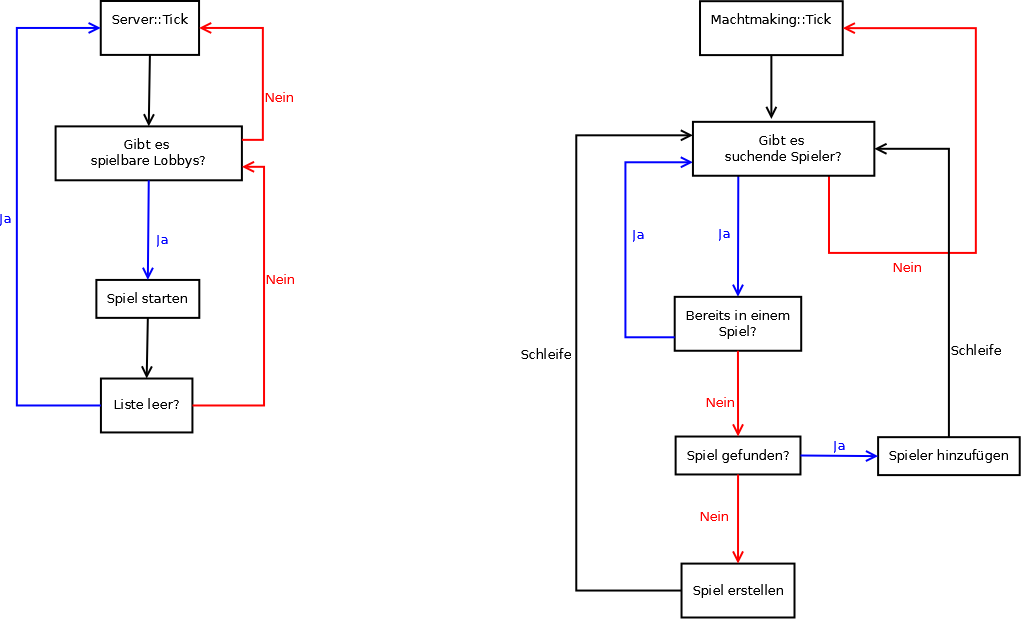 Server::Tick
Nein
Gibt es
spielbare Lobbys?
Ja
Ja
Nein
Spiel starten
Liste leer?
Machtmaking::Tick
Gibt es
suchende Spieler?
Ja
Ja
Nein
Bereits in einem
Spiel?
Schleife
Schleife
Nein
Spiel gefunden?
Ja
Spieler hinzufügen
Nein
Spiel erstellen